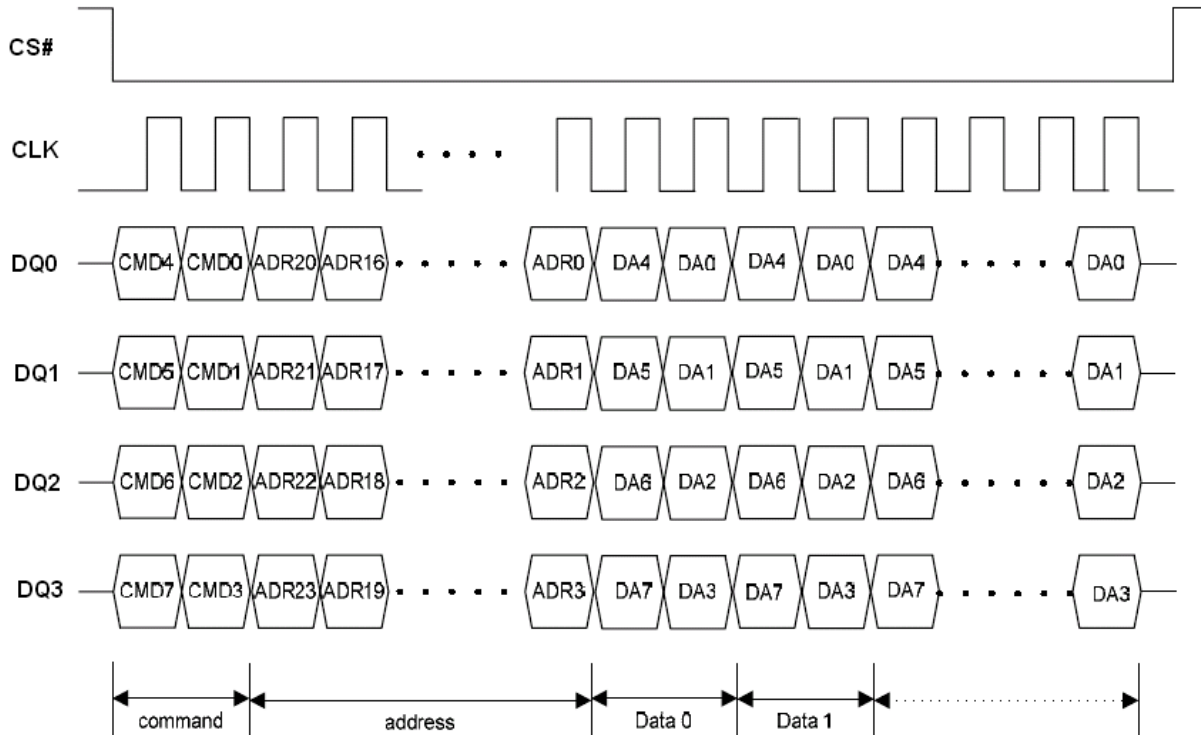 CS#
CLK
DQ0 CMD4 CMD0 ADR20 ADR16 ADR0 DA4 DA0 DA4 DA0 DA4 DA0
DQ1 CMD5 CMD1 ADR21 ADR17 ADR1 DA5 DA1 DA5 DA1 DA5 DA1
DQ2 CMD6 CMD2 ADR22 ADR18 ADR2 DA6 DA2 DA6 DA2 DA6 DA2
DQ3 CMD7 CMD3 ADR23 ADR19 ADR3 DA7 DA3 DA7 DA3 DA7 DA3
command address Data 0 Data 1